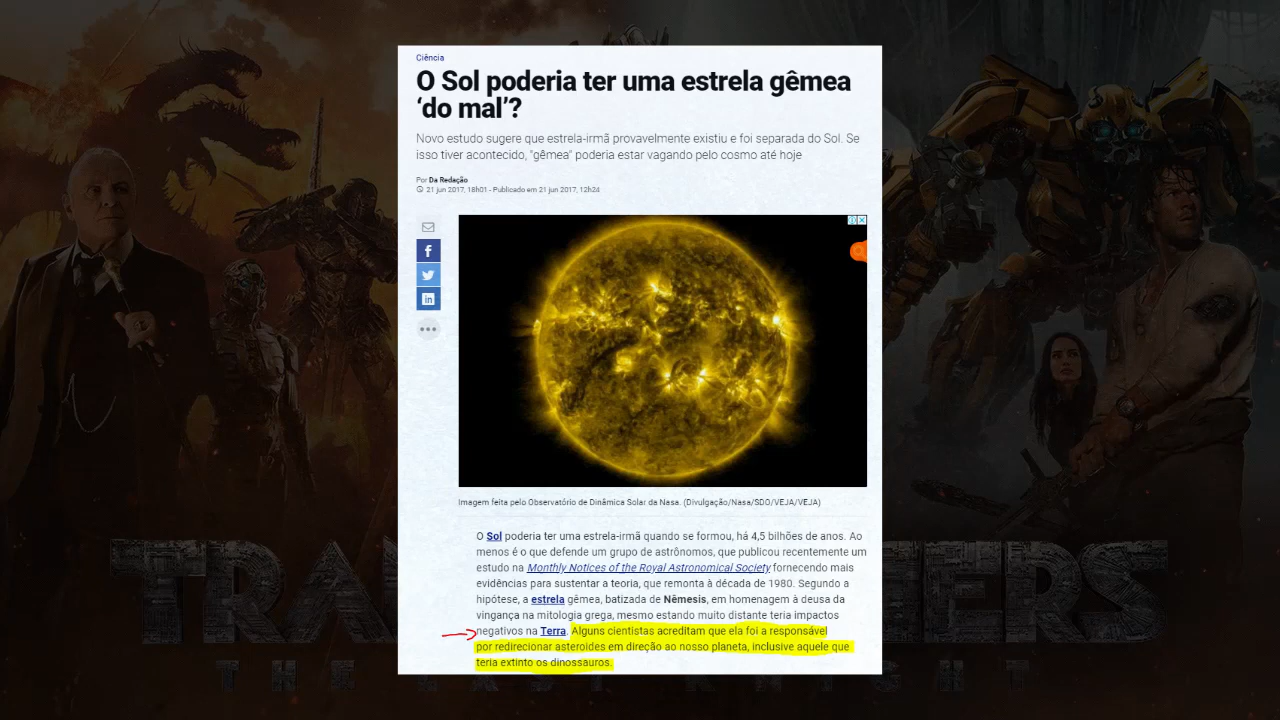 Ciência
O Sol poderia ter uma estrela gêmea
‘do mal’?
Novo estudo sugere que estrela-irmã provavelmente existiu e foi separada do Sol. Se
isso tiver acontecido, "gêmea" poderia estar vagando pelo cosmo até hoje
Por Da Redação
21 jun 2017, 18h01 - Publicado em 21 jun 2017, 12h24
Imagem feita pelo Observatório de Dinâmica Solar da Nasa. (Divulgação/Nasa/SDO/VEJA/VEJA)
O Sol poderia ter uma estrela-irmã quando se formou, há 4,5 bilhões de anos. Ao
menos é o que defende um grupo de astrônomos, que publicou recentemente um
estudo na Monthly Notices of the Royal Astronomical Society fornecendo mais
evidências para sustentar a teoria, que remonta à década de 1980. Segundo a
hipótese, a estrela gêmea, batizada de Nêmesis, em homenagem à deusa da
vingança na mitologia grega, mesmo estando muito distante teria impactos
negativos na Terra. Alguns cientistas acreditam que ela foi a responsável
por redirecionar asteroides em direção ao nosso planeta, inclusive aquele que
teria extinto os dinossauros.